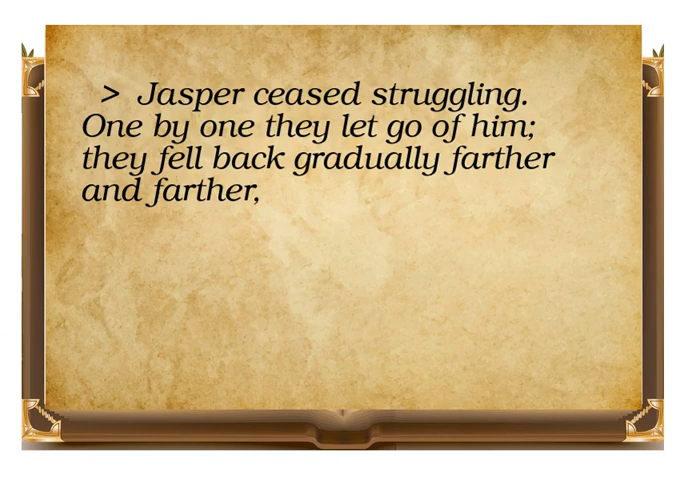 > Jasper ceased struggling.
One by one they let go of him;
they fell back gradually farther
and farther,